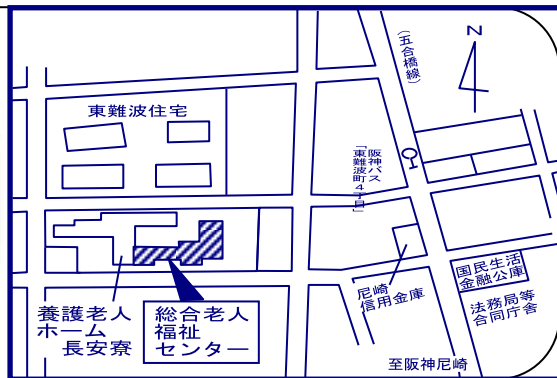 東難波住宅
(五合橋線)
N
阪神バス
「東難波町4丁目」
養護老人
ホーム
長安寮
総合老人
福祉
センター
尼崎
信用金庫
国民生活
金融公庫
法務局等
合同庁舎
至阪神尼崎